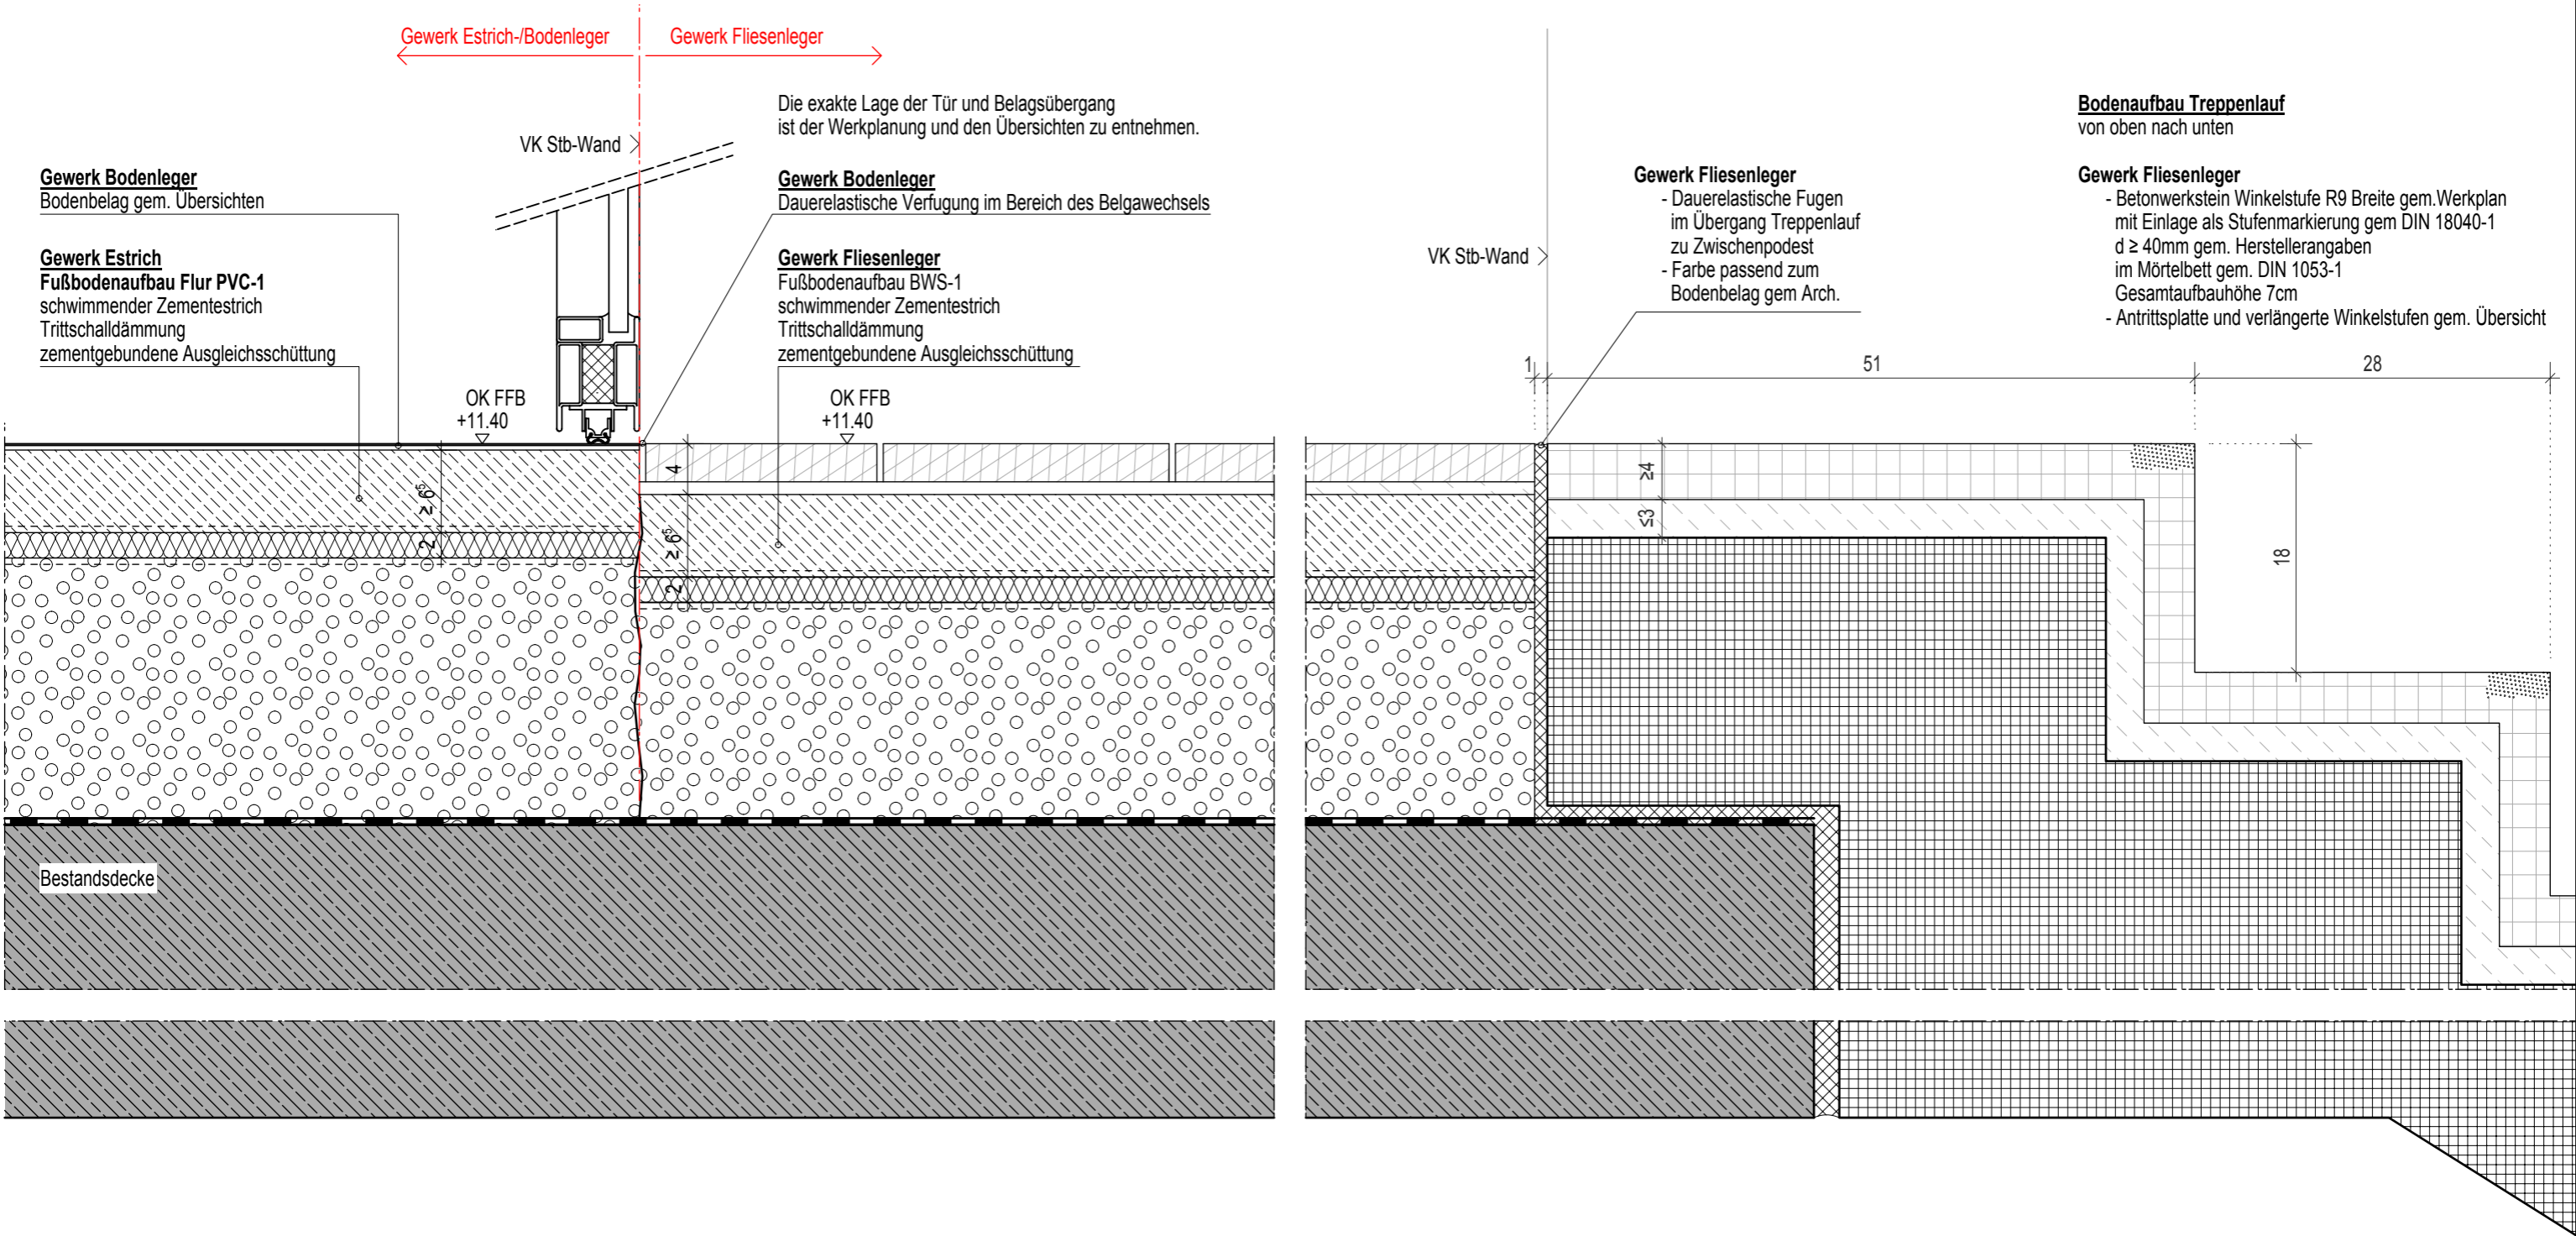 Gewerk Estrich-/Bodenleger
Gewerk Fliesenleger
Die exakte Lage der Tür und Belagsübergang
ist der Werkplanung und den Übersichten zu entnehmen.
VK Stb-Wand
Gewerk Bodenleger
Bodenbelag gem. Übersichten
Gewerk Estrich
Fußbodenaufbau Flur PVC-1
schwimmender Zementestrich
Trittschalldämmung
zementgebundene Ausgleichsschüttung
Gewerk Bodenleger
Dauerelastische Verfugung im Bereich des Belgawechsels
Gewerk Fliesenleger
Fußbodenaufbau BWS-1
schwimmender Zementestrich
Trittschalldämmung
zementgebundene Ausgleichsschüttung
OK FFB
+11.40
OK FFB
+11.40
VK Stb-Wand
Gewerk Fliesenleger
- Dauerelastische Fugen
im Übergang Treppenlauf
zu Zwischenpodest
- Farbe passend zum
Bodenbelag gem Arch.
Bodenaufbau Treppenlauf
von oben nach unten
Gewerk Fliesenleger
- Betonwerkstein Winkelstufe R9 Breite gem.Werkplan
mit Einlage als Stufenmarkierung gem DIN 18040-1
d ≥ 40mm gem. Herstellerangaben
im Mörtelbett gem. DIN 1053-1
Gesamtaufbauhöhe 7cm
- Antrittsplatte und verlängerte Winkelstufen gem. Übersicht
1
51
28
≥ 6⁵
2
4
≥ 6⁵
2
≥4
≤3
18
Bestandsdecke